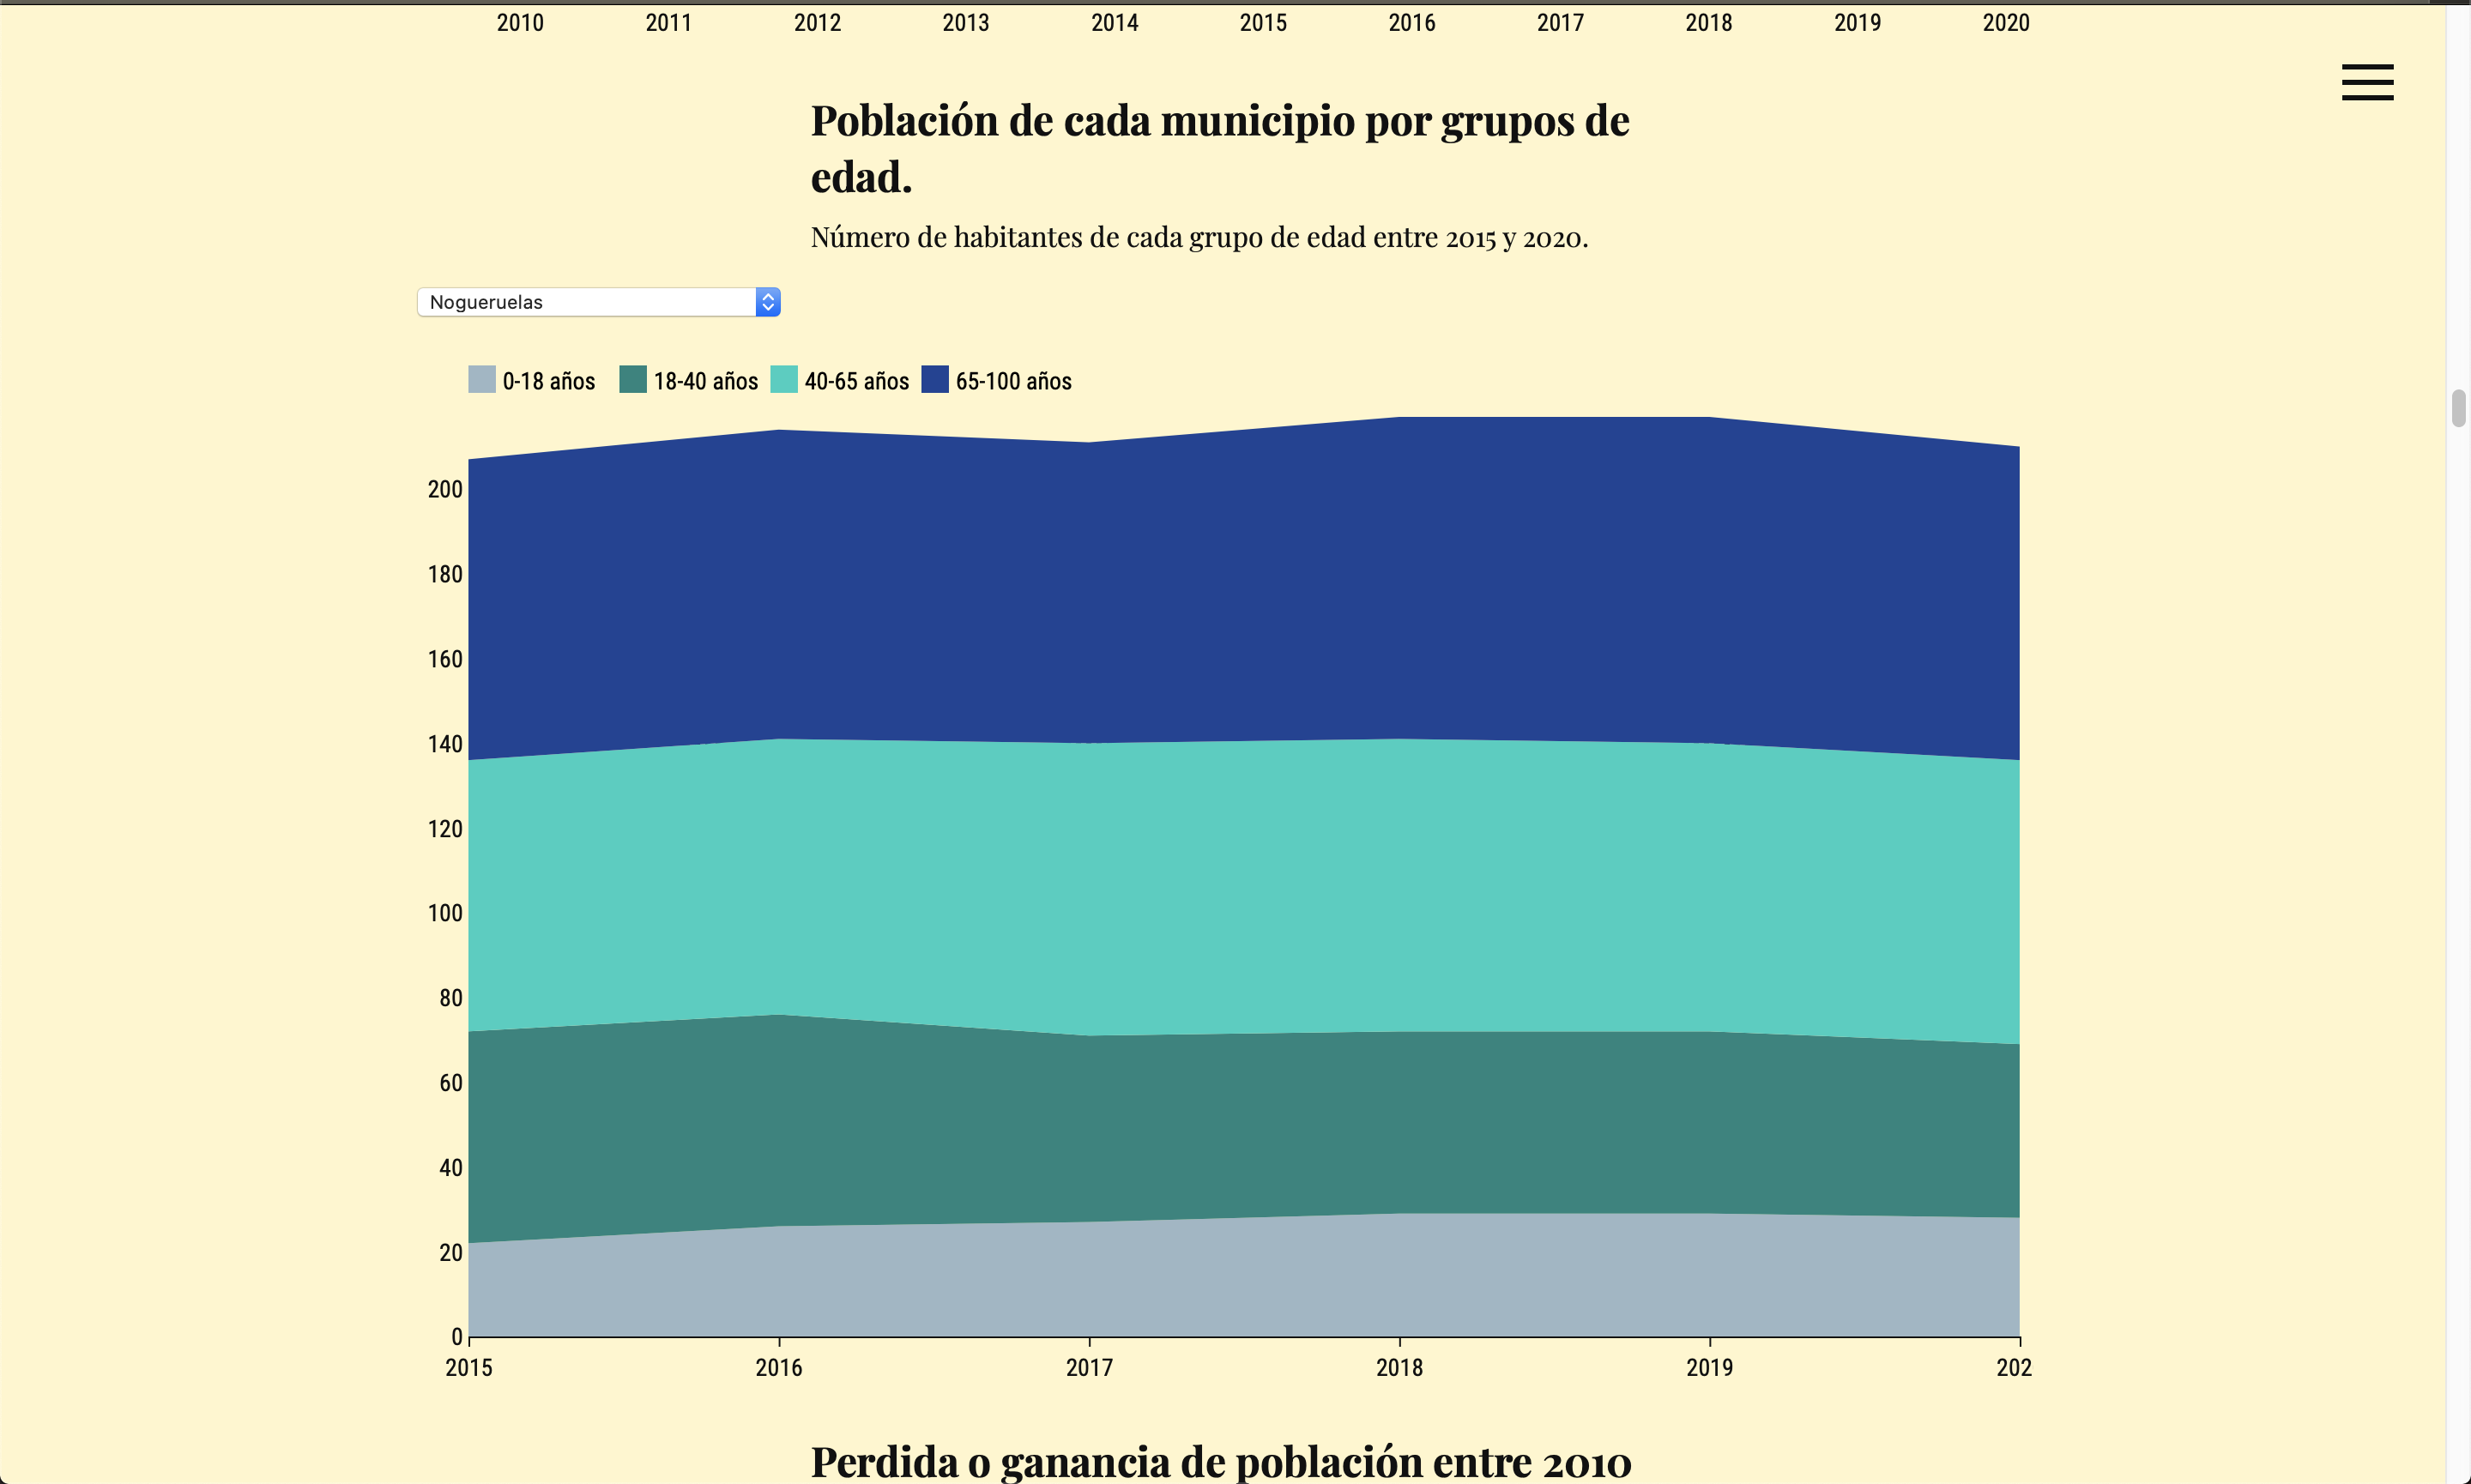 2010 2011 2012 2013 2014 2015 2016 2017 2018 2019 2020
Población de cada municipio por grupos de
edad.
Número de habitantes de cada grupo de edad entre 2015 y 2020.
Nogueruelas
0-18 años 18-40 años 40-65 años 65-100 años
200
180
160
140
120
100
80
60
40
20
0
2015 2016 2017 2018 2019 202
Perdida o ganancia de población entre 2010